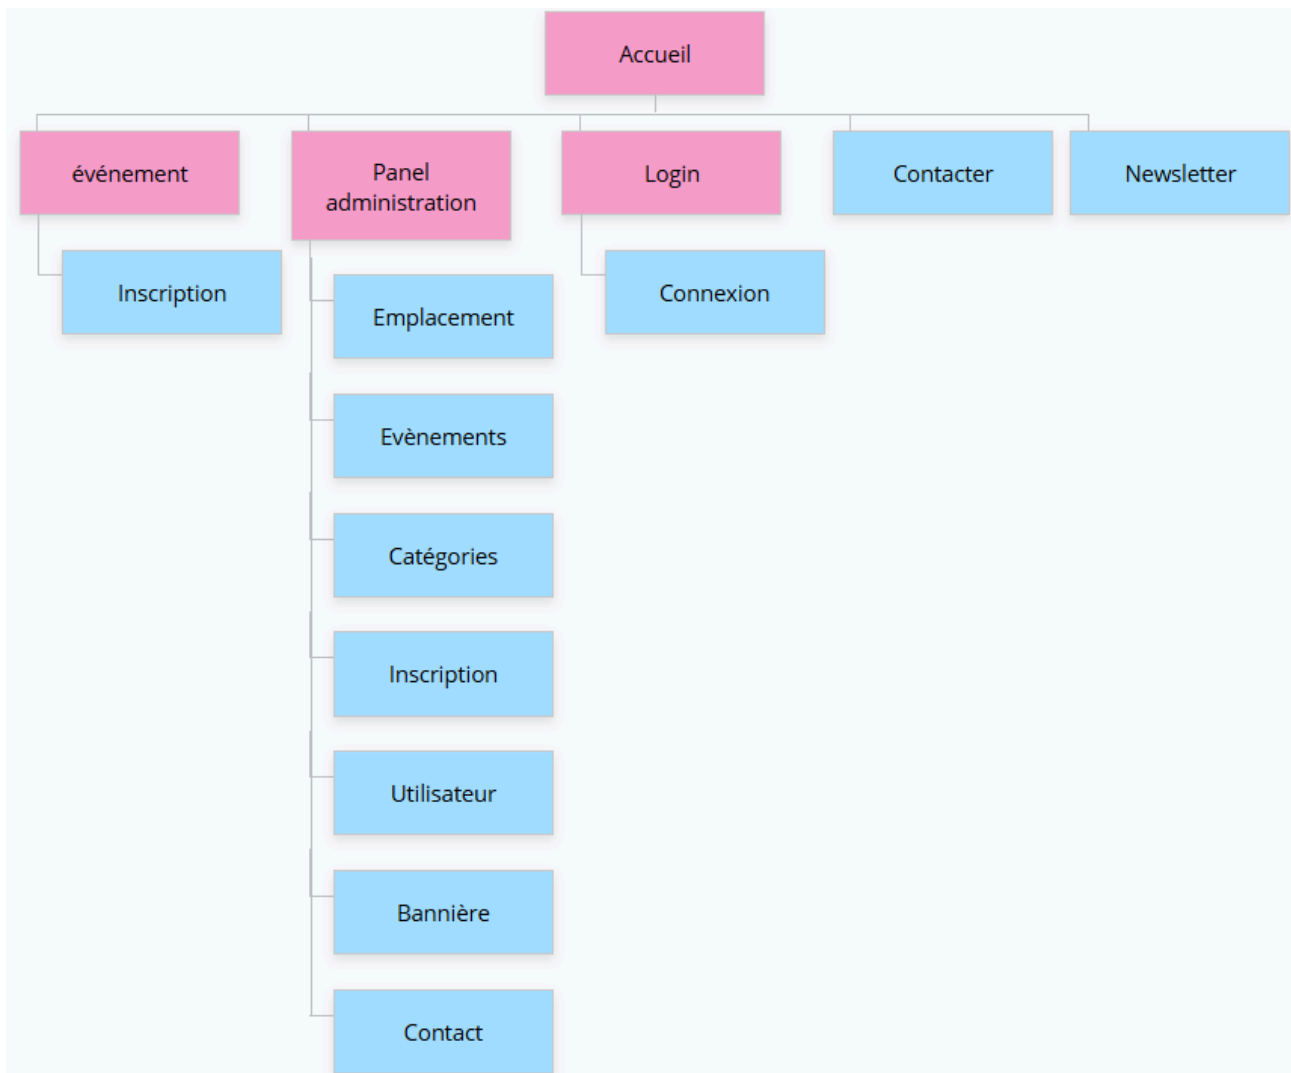 Accueil
événement
Panel
administration
Login
Contacter
Newsletter
Inscription
Emplacement
Connexion
Evènements
Catégories
Inscription
Utilisateur
Bannière
Contact